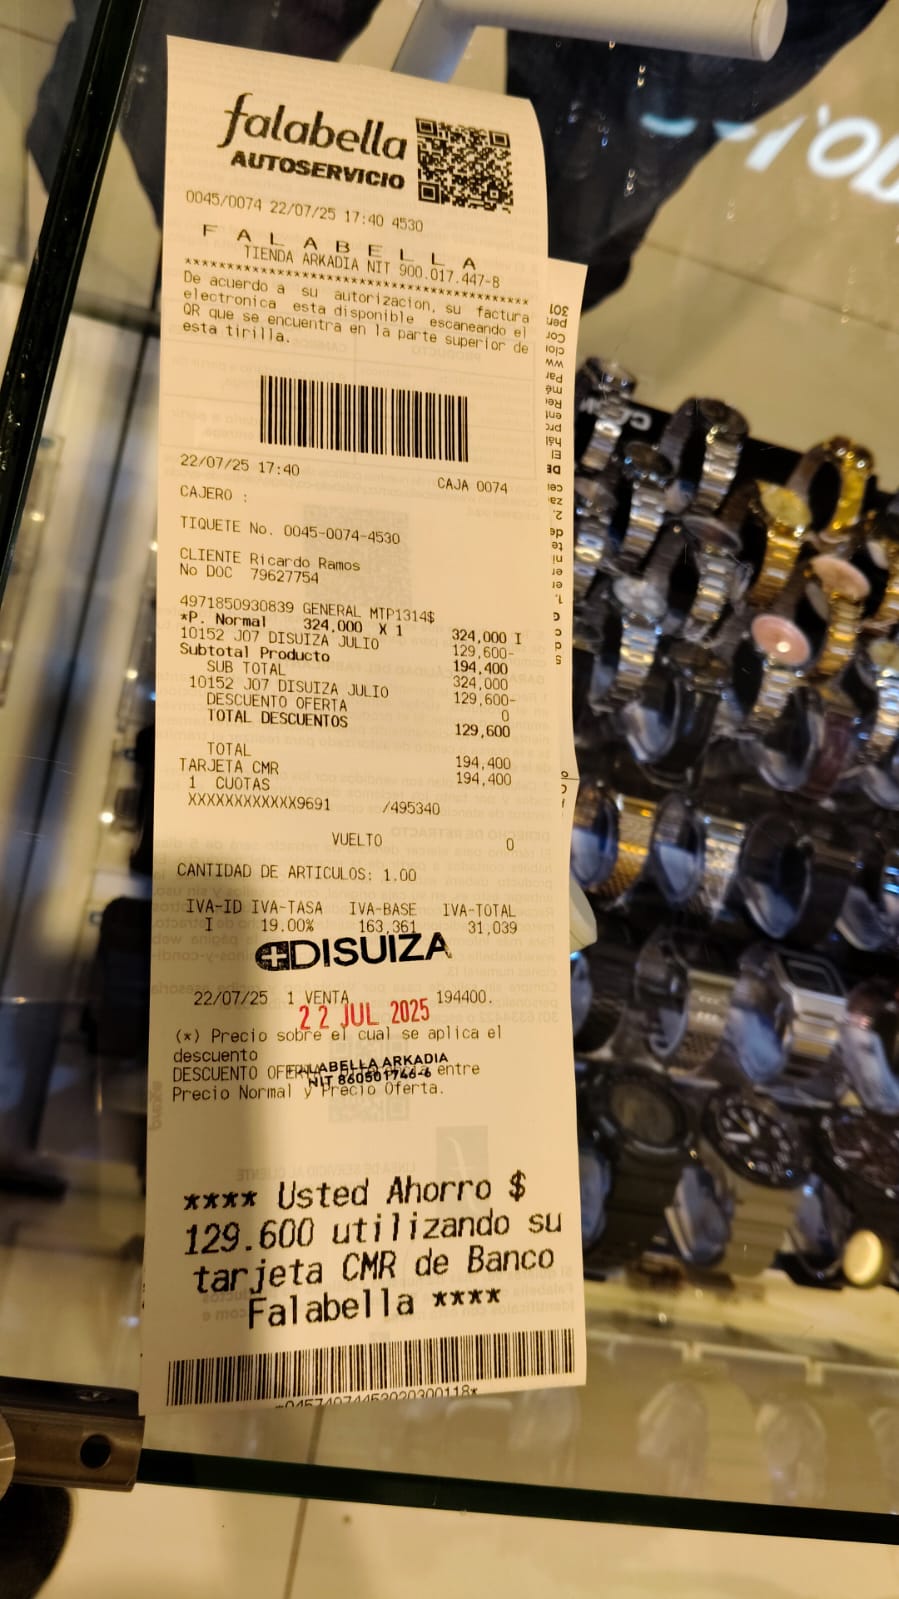 falabella
AUTOSERVICIO
0045/0074 22/07/25 17:40 4530
F A L A B E L L A
TIENDA ARKADIA NIT 900.017.447-8
De acuerdo a su autorizacion, su factura
electronica esta disponible escaneando el
QR que se encuentra en la parte superior de
esta tirilla.
22/07/25 17:40
CAJA 0074
CAJERO :
TIQUETE No. 0045-0074-4530
CLIENTE Ricardo Ramos
No DOC 79627754
4971850930839 GENERAL MTP1314$
*P. Normal 324,000 X 1 324,000 I
10152 J07 DISUIZA JULIO 129,600-
Subtotal Producto 194,400
SUB TOTAL 324,000
10152 J07 DISUIZA JULIO 129,600-
DESCUENTO OFERTA 0
TOTAL DESCUENTOS 129,600
TOTAL 194,400
TARJETA CMR 194,400
1 CUOTAS
XXXXXXXXXXXX9691 /495340
VUELTO 0
CANTIDAD DE ARTICULOS: 1.00
IVA-ID IVA-TASA IVA-BASE IVA-TOTAL
I 19.00% 163,361 31,039
DISUIZA
22/07/25 1 VENTA 194400.
22 JUL 2025
(*) Precio sobre el cual se aplica el
descuento
FALABELLA ARKADIA
DESCUENTO entre
NIT 860501746-6
Precio Normal y Precio Oferta.
**** Usted Ahorro $
129.600 utilizando su
tarjeta CMR de Banco
Falabella ****